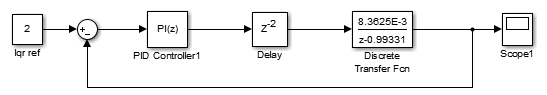 2
Iqr ref
+
-
PI(z)
PID Controller1
Z-2
Delay
8.3625E-3
z-0.99331
Discrete
Transfer Fcn
Scope1